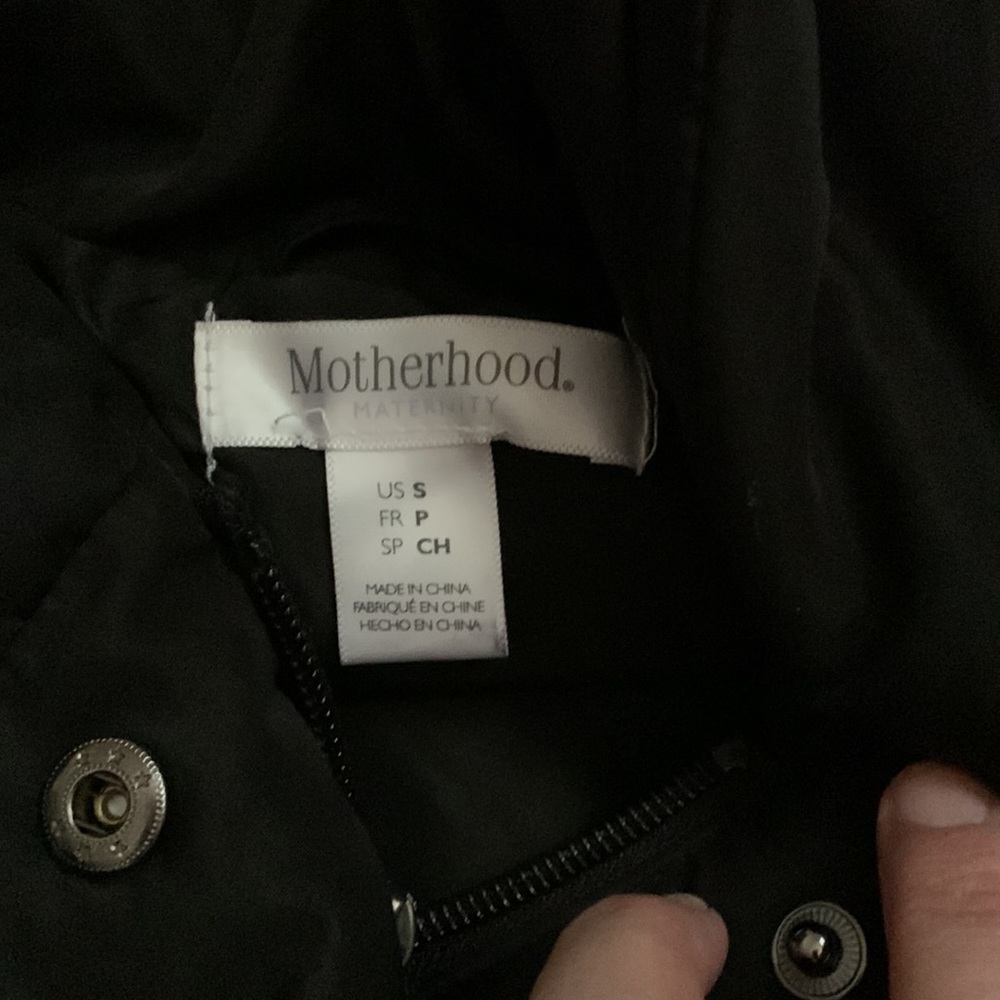 Motherhood®
MATERNITY
US S
FR P
SP CH
MADE IN CHINA
FABRIQUÉ EN CHINE
HECHO EN CHINA